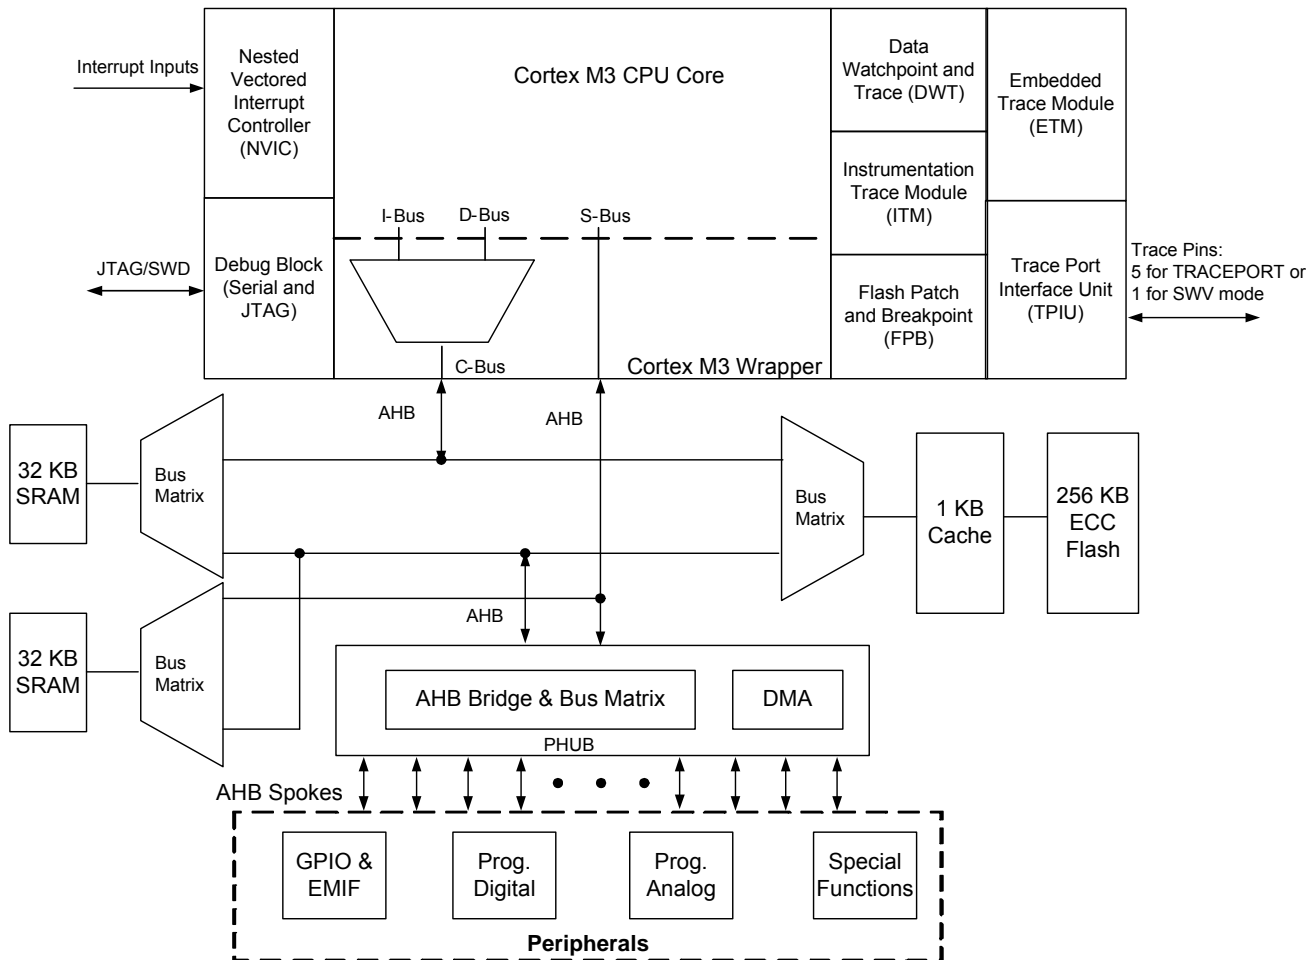 Interrupt Inputs
Nested
Vectored
Interrupt
Controller
(NVIC)
Cortex M3 CPU Core
Data
Watchpoint and
Trace (DWT)
Embedded
Trace Module
(ETM)
Instrumentation
Trace Module
(ITM)
I-Bus
D-Bus
S-Bus
JTAG/SWD
Debug Block
(Serial and
JTAG)
Flash Patch
and Breakpoint
(FPB)
Trace Port
Interface Unit
(TPIU)
Trace Pins:
5 for TRACEPORT or
1 for SWV mode
C-Bus
Cortex M3 Wrapper
AHB
AHB
32 KB
SRAM
Bus
Matrix
Bus
Matrix
1 KB
Cache
256 KB
ECC
Flash
AHB
32 KB
SRAM
Bus
Matrix
AHB Bridge & Bus Matrix
DMA
PHUB
AHB Spokes
GPIO &
EMIF
Prog.
Digital
Prog.
Analog
Special
Functions
Peripherals